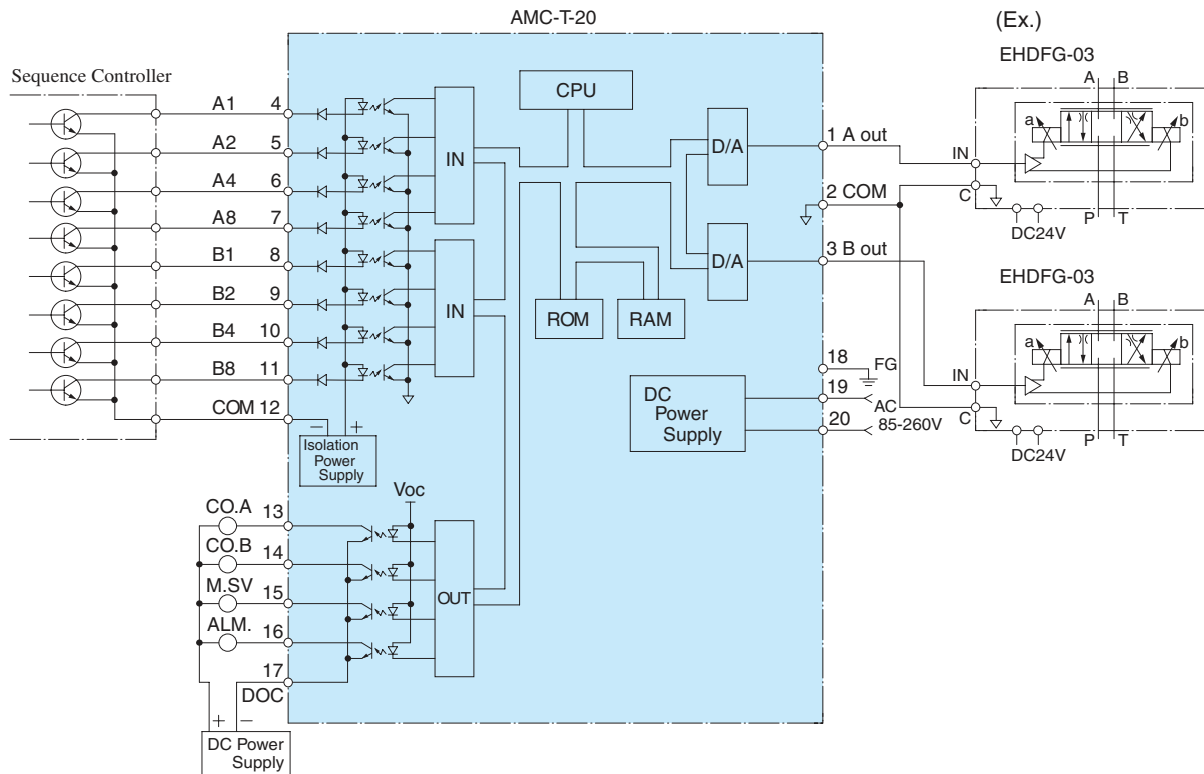 AMC-T-20
(Ex.)
Sequence Controller
A1 4
A2 5
A4 6
A8 7
B1 8
B2 9
B4 10
B8 11
COM 12
− +
Isolation
Power
Supply
IN
IN
CPU
D/A
D/A
ROM
RAM
DC
Power
Supply
1 A out
2 COM
3 B out
18 FG
19
AC
85-260V
20
Voc
OUT
CO.A 13
CO.B 14
M.SV 15
ALM. 16
17
DOC
+ −
DC Power
Supply
EHDFG-03
A B
a b
IN
C
P T
DC24V
EHDFG-03
A B
a b
IN
C
P T
DC24V